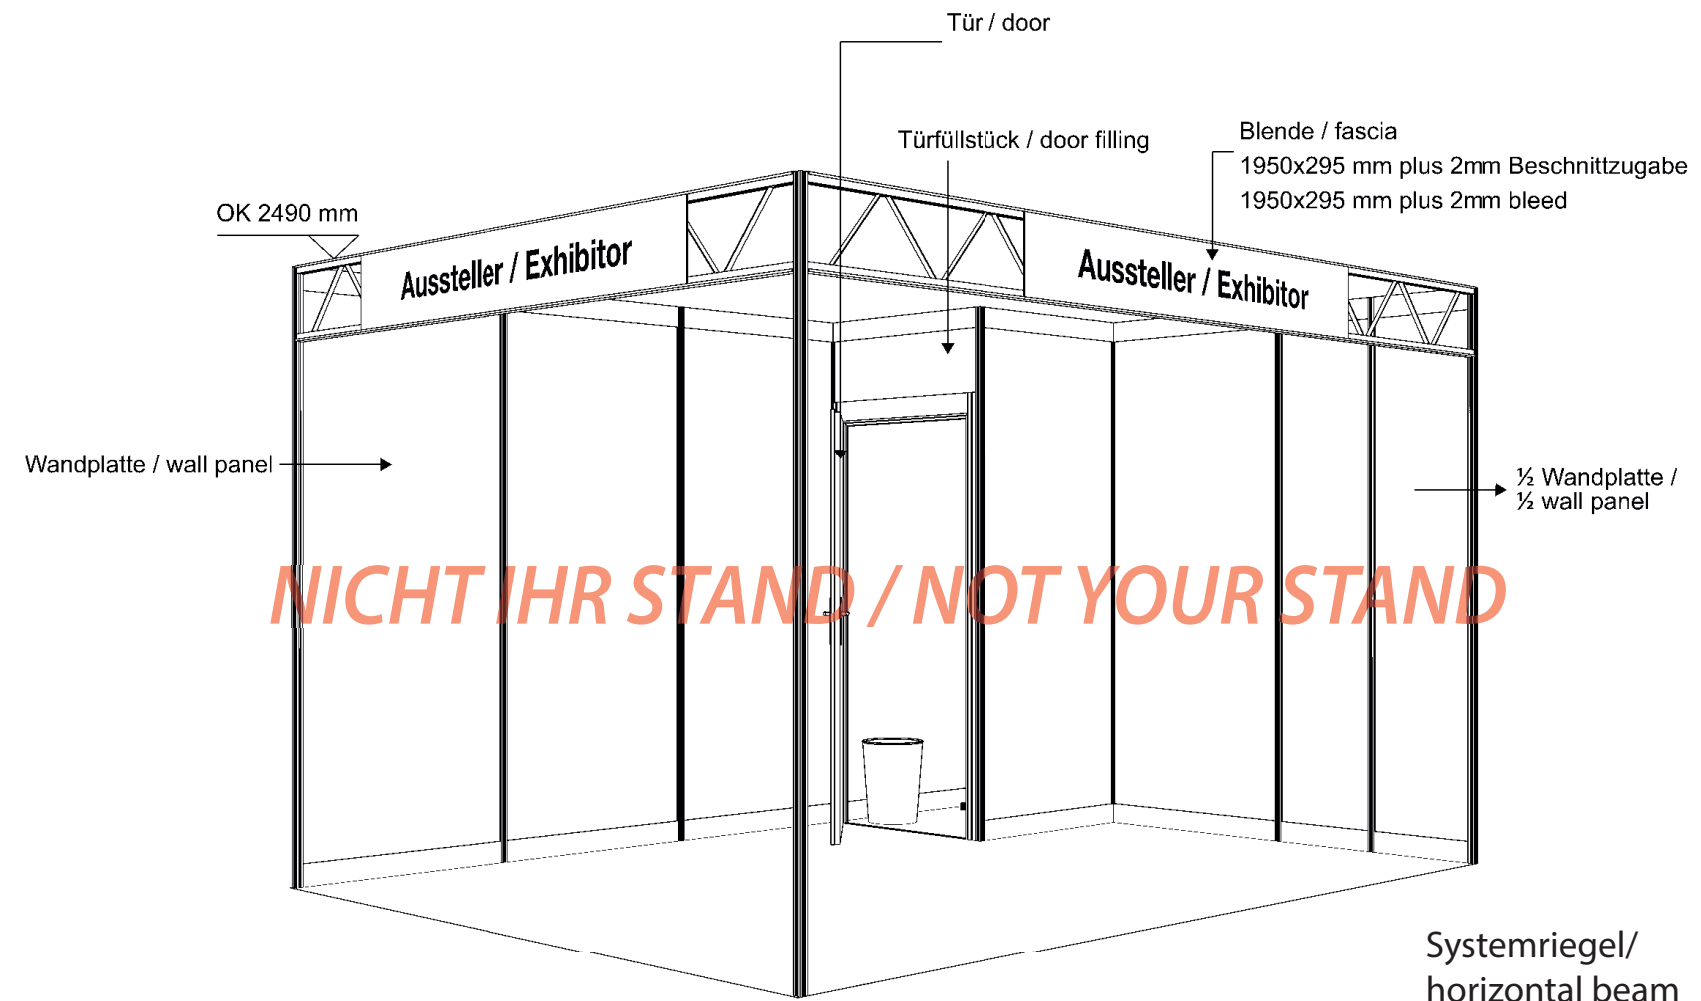 Tür / door
Türfüllstück / door filling
Blende / fascia
1950x295 mm plus 2mm Beschnittzugabe
1950x295 mm plus 2mm bleed
OK 2490 mm
Aussteller / Exhibitor
Aussteller / Exhibitor
Wandplatte / wall panel
½ Wandplatte /
½ wall panel
NICHT IHR STAND / NOT YOUR STAND
Systemriegel/
horizontal beam